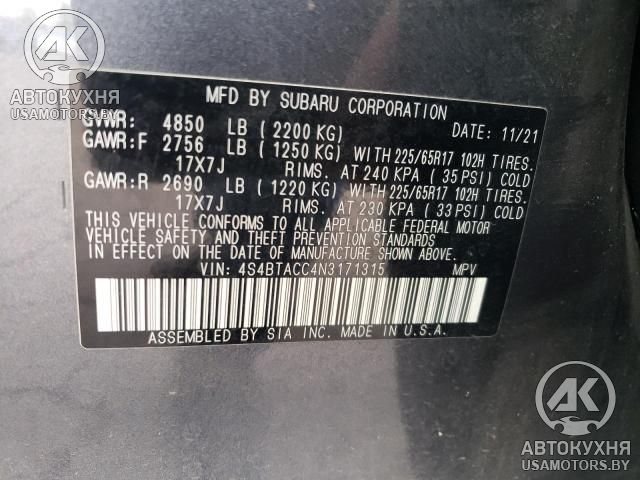 AK
АВТОКУХНЯ
USAMOTORS.BY
MFD BY SUBARU CORPORATION
GVWR: 4850 LB (2200 KG) DATE: 11/21
GAWR:F 2756 LB (1250 KG) WITH 225/65R17 102H TIRES.
17X7J RIMS. AT 240 KPA (35 PSI) COLD
GAWR:R 2690 LB (1220 KG) WITH 225/65R17 102H TIRES.
17X7J RIMS. AT 230 KPA (33 PSI) COLD
THIS VEHICLE CONFORMS TO ALL APPLICABLE FEDERAL MOTOR
VEHICLE SAFETY AND THEFT PREVENTION STANDARDS
IN EFFECT ON THE DATE OF MANUFACTURE SHOWN ABOVE.
VIN: 4S4BTACC4N3171315 MPV
ASSEMBLED BY SIA INC. MADE IN U.S.A.
AK
АВТОКУХНЯ
USAMOTORS.BY